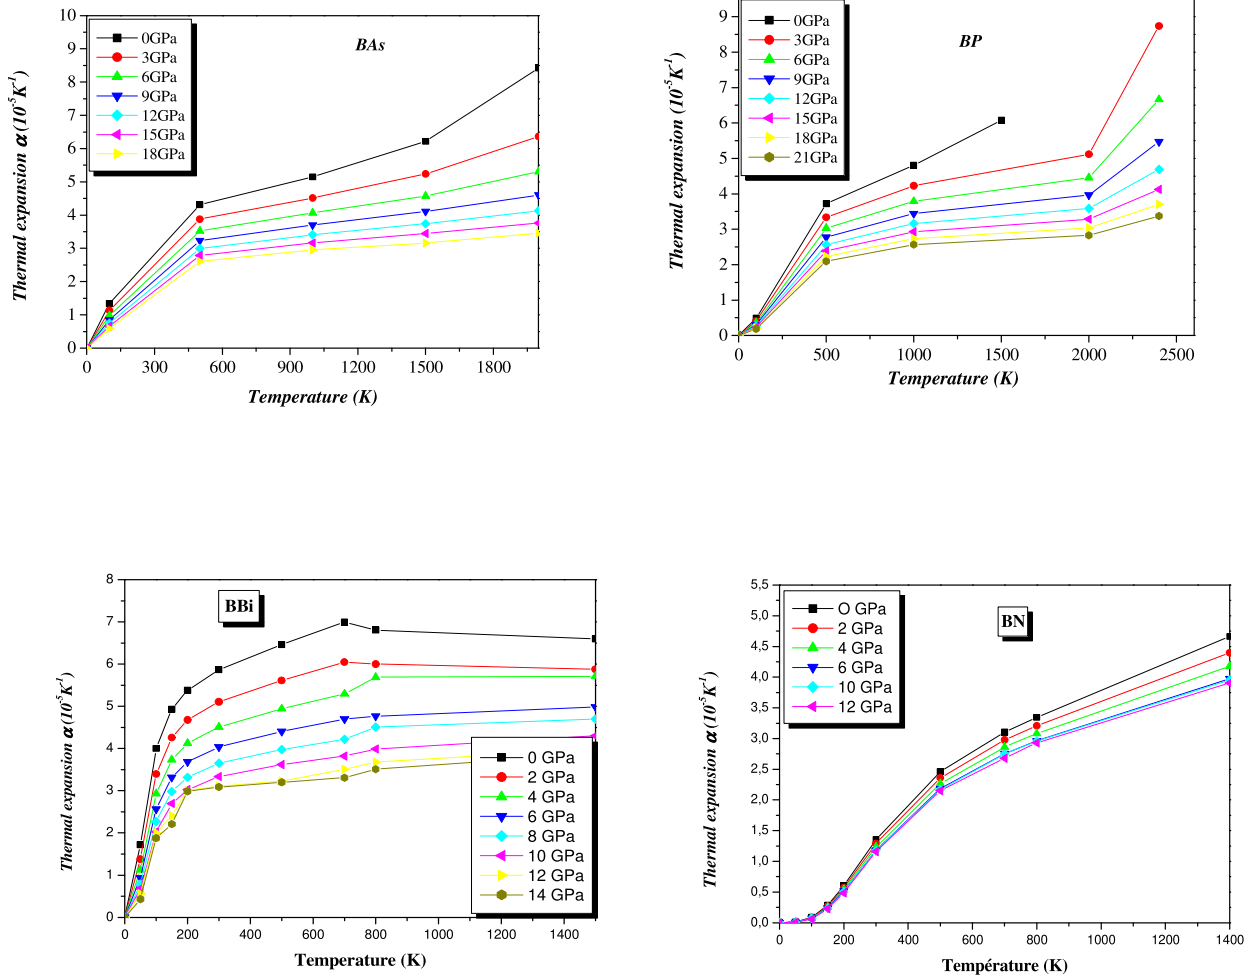 BAs
0GPa
3GPa
6GPa
9GPa
12GPa
15GPa
18GPa
10
9
8
7
6
5
4
3
2
1
0
0 300 600 900 1200 1500 1800
Thermal expansion α (10⁻⁵K⁻¹)
Temperature (K)
BP
0GPa
3GPa
6GPa
9GPa
12GPa
15GPa
18GPa
21GPa
9
8
7
6
5
4
3
2
1
0
0 500 1000 1500 2000 2500
Thermal expansion (10⁻⁵K⁻¹)
Temperature (K)
BBi
8
7
6
5
4
3
2
1
0
0 200 400 600 800 1000 1200 1400
0 GPa
2 GPa
4 GPa
6 GPa
8 GPa
10 GPa
12 GPa
14 GPa
Thermal expansion α (10⁻⁵K⁻¹)
Temperature (K)
BN
O GPa
2 GPa
4 GPa
6 GPa
10 GPa
12 GPa
5,5
5,0
4,5
4,0
3,5
3,0
2,5
2,0
1,5
1,0
0,5
0,0
0 200 400 600 800 1000 1200 1400
Thermal expansion α (10⁻⁵K⁻¹)
Température (K)